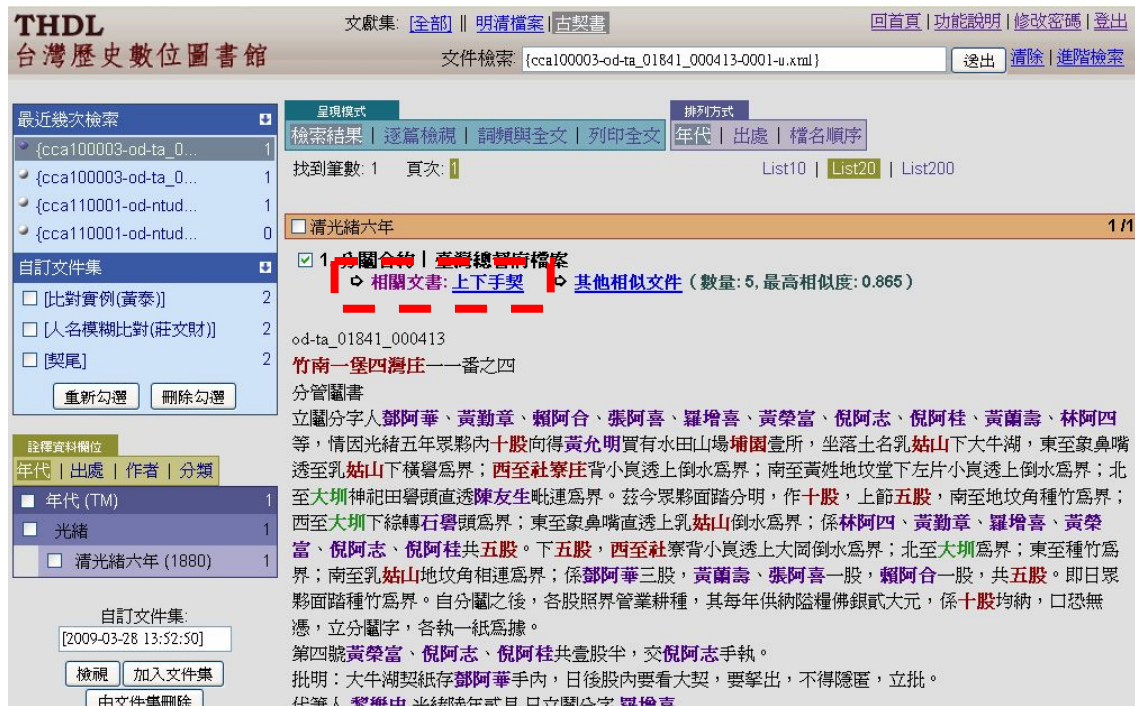 THDL
台灣歷史數位圖書館
文獻集: [全部] || 明清檔案 | 古契書
回首頁 | 功能說明 | 修改密碼 | 登出
文件檢索: {cca100003-od-ta_01841_000413-0001-u.xml} 送出 清除 | 進階檢索
最近幾次檢索
{cca100003-od-ta_0... 1
{cca100003-od-ta_0... 1
{cca110001-od-ntud... 1
{cca110001-od-ntud... 0
自訂文件集
[比對實例(黃泰)] 2
[人名模糊比對(莊文財)] 2
[契尾] 2
重新勾選 刪除勾選
詮釋資料欄位
年代 | 出處 | 作者 | 分類
年代 (TM) 1
光緒 1
清光緒六年 (1880) 1
自訂文件集:
[2009-03-28 13:52:50]
檢視 加入文件集
由文件集刪除
呈現模式
檢索結果 | 逐篇檢視 | 詞頻與全文 | 列印全文
排列方式
年代 | 出處 | 檔名順序
找到筆數: 1 頁次: 1
List10 | List20 | List200
清光緒六年 1/1
1 分鬮合約 | 臺灣總督府檔案
相關文書: 上下手契 其他相似文件 (數量: 5, 最高相似度: 0.865)
od-ta_01841_000413
竹南一堡四灣庄一一番之四
分管鬮書
立鬮分字人鄧阿華、黃勤章、賴阿合、張阿喜、羅增喜、黃榮富、倪阿志、倪阿桂、黃蘭壽、林阿四
等，情因光緒五年眾夥內十股向得黃允明買有水田山場埔園壹所，坐落土名乳姑山下大牛湖，東至象鼻嘴
透至乳姑山下橫礐為界；西至社寮庄背小崀透上倒水為界；南至黃姓地坟堂下左片小崀透上倒水為界；北
至大圳神祖田礐頭直透陳友生毗連為界。茲今眾夥面踏分明，作十股，上節五股，南至地坟角種竹為界；
西至大圳下綜轉石礐頭為界；東至象鼻嘴直透上乳姑山倒水為界；係林阿四、黃勤章、羅增喜、黃榮
富、倪阿志、倪阿桂共五股。下五股，西至社寮背小崀透上大岡倒水為界；北至大圳為界；東至種竹為
界；南至乳姑山地坟角相連為界；係鄧阿華三股，黃蘭壽、張阿喜一股，賴阿合一股，共五股。即日眾
夥面踏種竹為界。自分鬮之後，各股照界管業耕種，其每年供納隘糧佛銀貳大元，係十股均納，口恐無
憑，立分鬮字，各執一紙為據。
第四號黃榮富、倪阿志、倪阿桂共壹股半，交倪阿志手執。
批明：大牛湖契紙存鄧阿華手內，日後股內要看大契，要拏出，不得隱匿，立批。